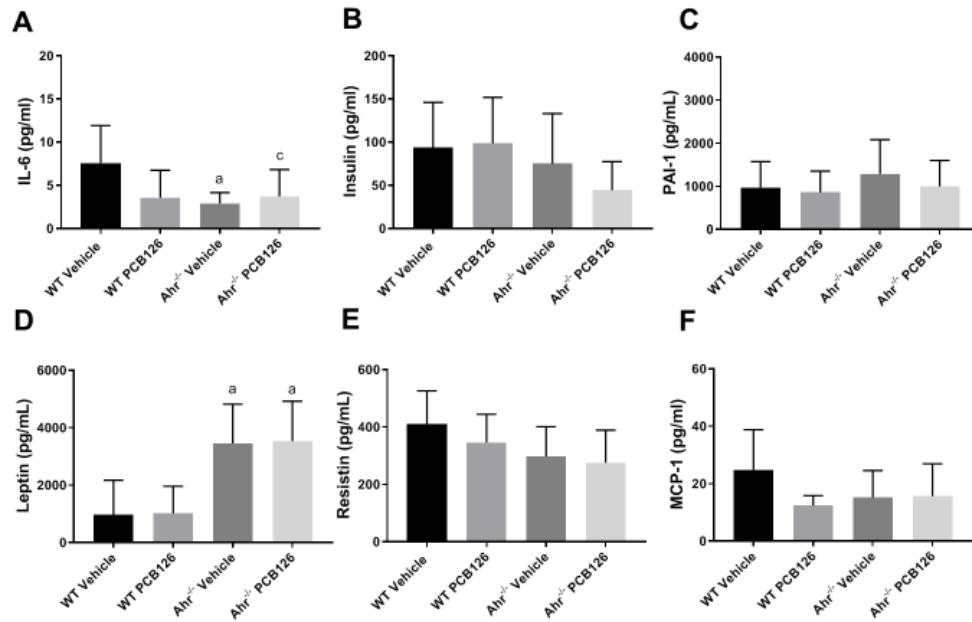 A
IL-6 (pg/ml)
20
15
10
5
0
a
c
WT Vehicle
WT PCB126
Ahr-/- Vehicle
Ahr-/- PCB126
B
Insulin (pg/ml)
200
150
100
50
0
WT Vehicle
WT PCB126
Ahr-/- Vehicle
Ahr-/- PCB126
C
PAI-1 (pg/mL)
4000
3000
2000
1000
0
WT Vehicle
WT PCB126
Ahr-/- Vehicle
Ahr-/- PCB126
D
Leptin (pg/mL)
6000
4000
2000
0
a
a
WT Vehicle
WT PCB126
Ahr-/- Vehicle
Ahr-/- PCB126
E
Resistin (pg/mL)
600
400
200
0
WT Vehicle
WT PCB126
Ahr-/- Vehicle
Ahr-/- PCB126
F
MCP-1 (pg/ml)
60
40
20
0
WT Vehicle
WT PCB126
Ahr-/- Vehicle
Ahr-/- PCB126